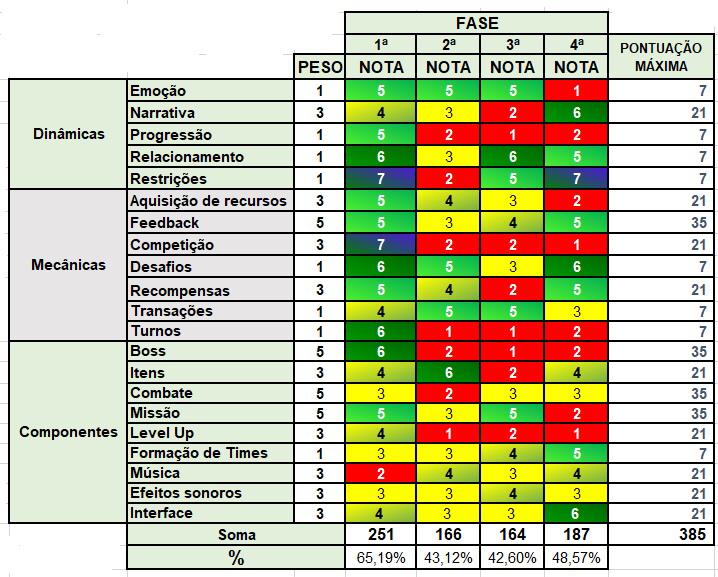 FASE
1ª 2ª 3ª 4ª PONTUAÇÃO MÁXIMA
PESO NOTA NOTA NOTA NOTA
Dinâmicas
Emoção 1 5 5 5 1 7
Narrativa 3 4 3 2 6 21
Progressão 1 5 2 1 2 7
Relacionamento 1 6 3 6 5 7
Restrições 1 7 2 5 7 7
Mecânicas
Aquisição de recursos 3 5 4 3 2 21
Feedback 5 5 3 4 5 35
Competição 3 7 2 2 1 21
Desafios 1 6 5 3 6 7
Recompensas 3 5 4 2 5 21
Transações 1 4 5 5 3 7
Turnos 1 6 1 1 2 7
Componentes
Boss 5 6 2 1 2 35
Itens 3 4 6 2 4 21
Combate 5 3 2 3 3 35
Missão 5 5 3 5 2 35
Level Up 3 4 1 2 1 21
Formação de Times 1 3 3 4 5 7
Música 3 2 4 3 4 21
Efeitos sonoros 3 3 3 4 3 21
Interface 3 4 3 3 6 21
Soma 251 166 164 187 385
% 65,19% 43,12% 42,60% 48,57%